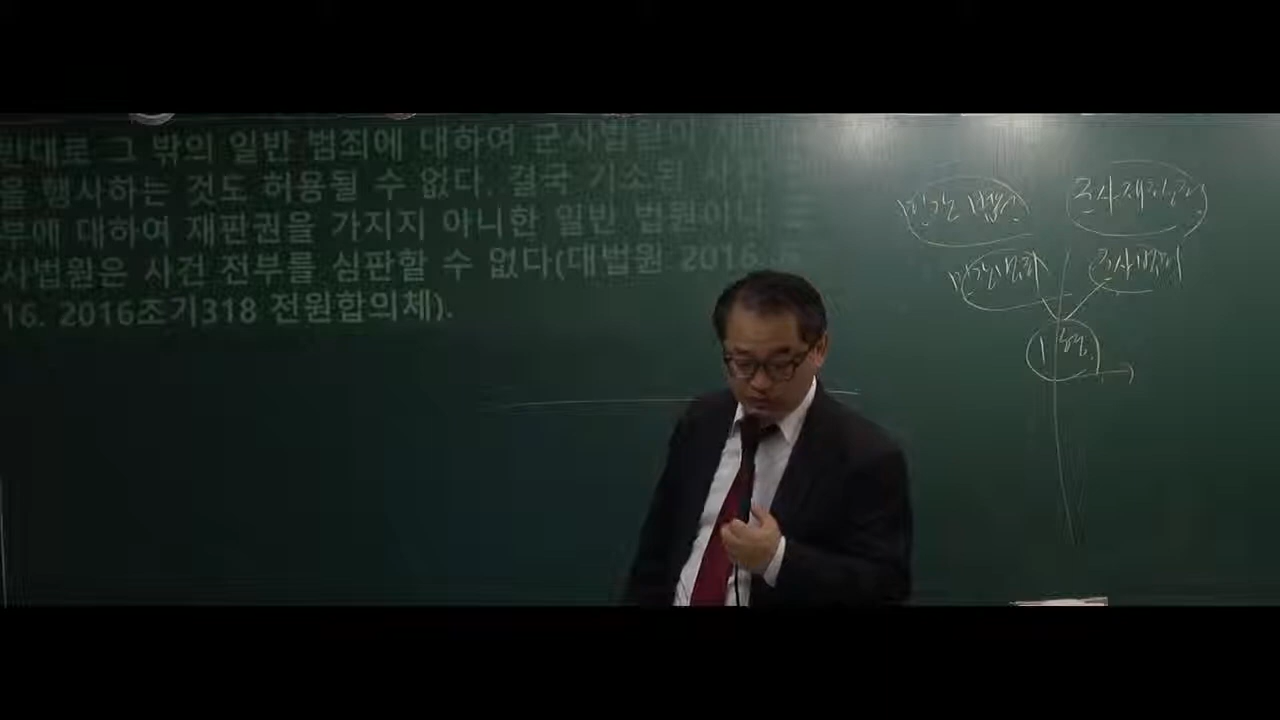 반대로 그 밖의 일반 범죄에 대하여 군사법원이
을 행사하는 것도 허용될 수 없다. 결국 기소된 사건
부에 대하여 재판권을 가지지 아니한 일반 법원이나
사법원은 사건 전부를 심판할 수 없다(대법원 2016. 6.
16. 2016초기318 전원합의체).
민간 법원
군사재판권
민간범죄
군사범죄